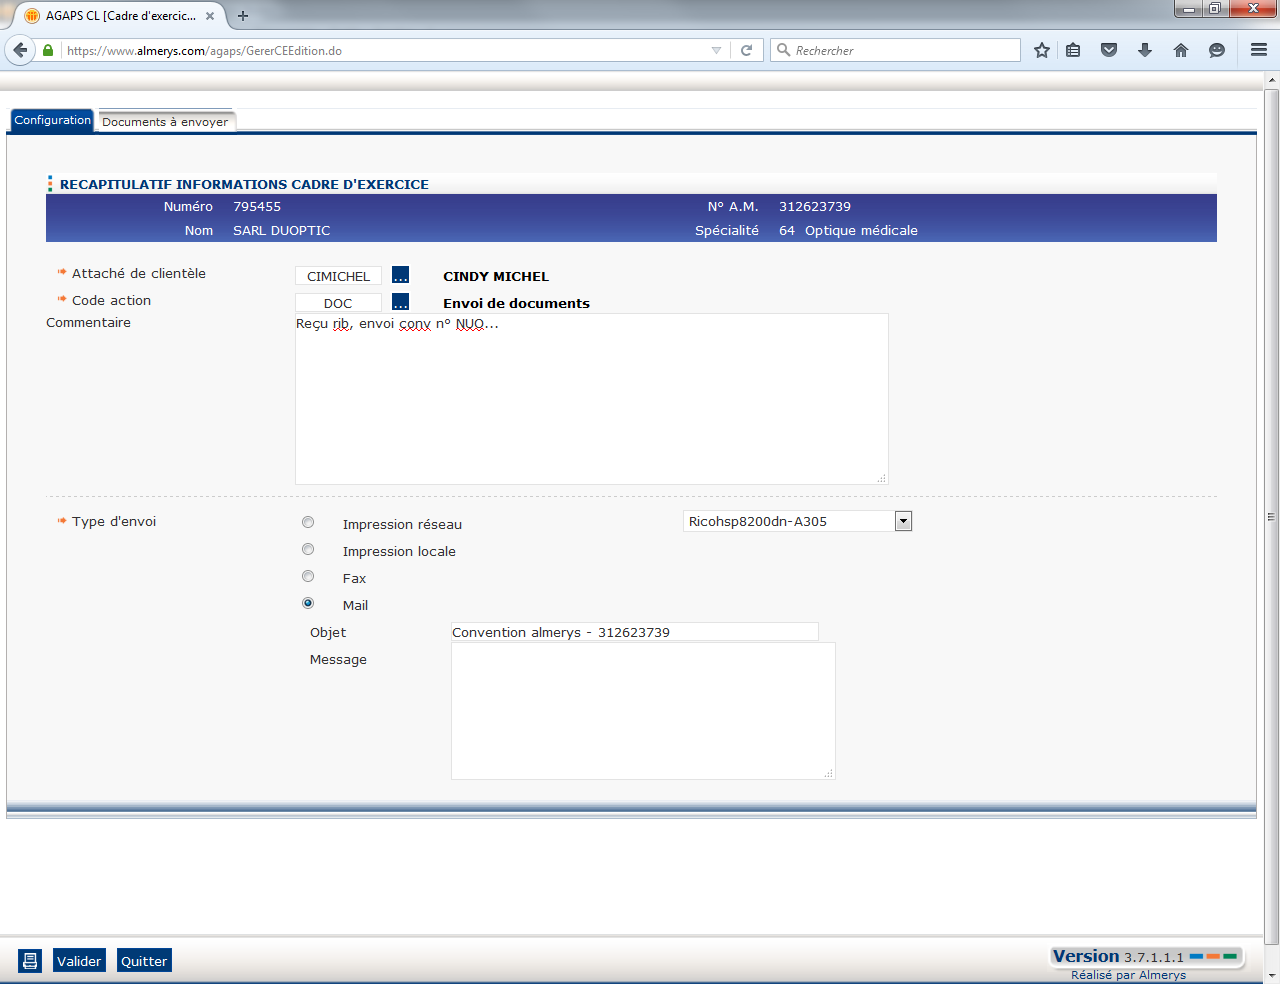 AGAPS CL [Cadre d'exercic...
https://www.almerys.com/agaps/GererCEEdition.do
Rechercher
Configuration
Documents à envoyer
RECAPITULATIF INFORMATIONS CADRE D'EXERCICE
Numéro 795455 N° A.M. 312623739
Nom SARL DUOPTIC Spécialité 64 Optique médicale
Attaché de clientèle CIMICHEL ... CINDY MICHEL
Code action DOC ... Envoi de documents
Commentaire
Reçu rib, envoi conv n° NUO...
Type d'envoi
Impression réseau
Ricohsp8200dn-A305
Impression locale
Fax
Mail
Objet Convention almerys - 312623739
Message
Valider
Quitter
Version 3.7.1.1.1
Réalisé par Almerys